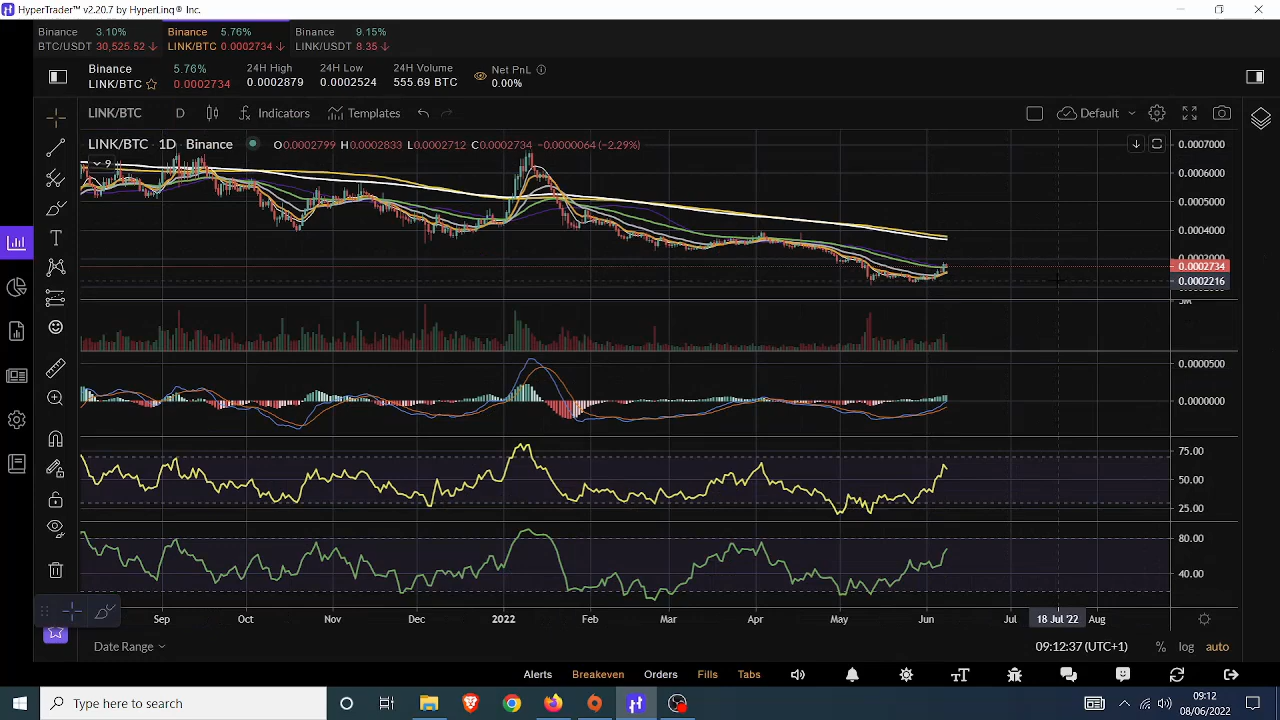 HyperTrader™ v2.20.7 by HyperLinq® Inc.
Binance 3.10%
BTC/USDT 30,525.52
Binance 5.76%
LINK/BTC 0.0002734
Binance 9.15%
LINK/USDT 8.35
Binance 5.76% 24H High 24H Low 24H Volume Net PnL
LINK/BTC 0.0002734 0.0002879 0.0002524 555.69 BTC 0.00%
LINK/BTC D Indicators Templates Default
LINK/BTC 1D Binance O0.0002799 H0.0002833 L0.0002712 C0.0002734 −0.0000064 (−2.29%)
9
0.0007000
0.0006000
0.0005000
0.0004000
0.0002734
0.0002216
0.0000500
0.0000000
75.00
50.00
25.00
80.00
40.00
Sep Oct Nov Dec 2022 Feb Mar Apr May Jun Jul 18 Jul '22 Aug
Date Range 09:12:37 (UTC+1) % log auto
Alerts Breakeven Orders Fills Tabs
Type here to search
09:12
08/06/2022